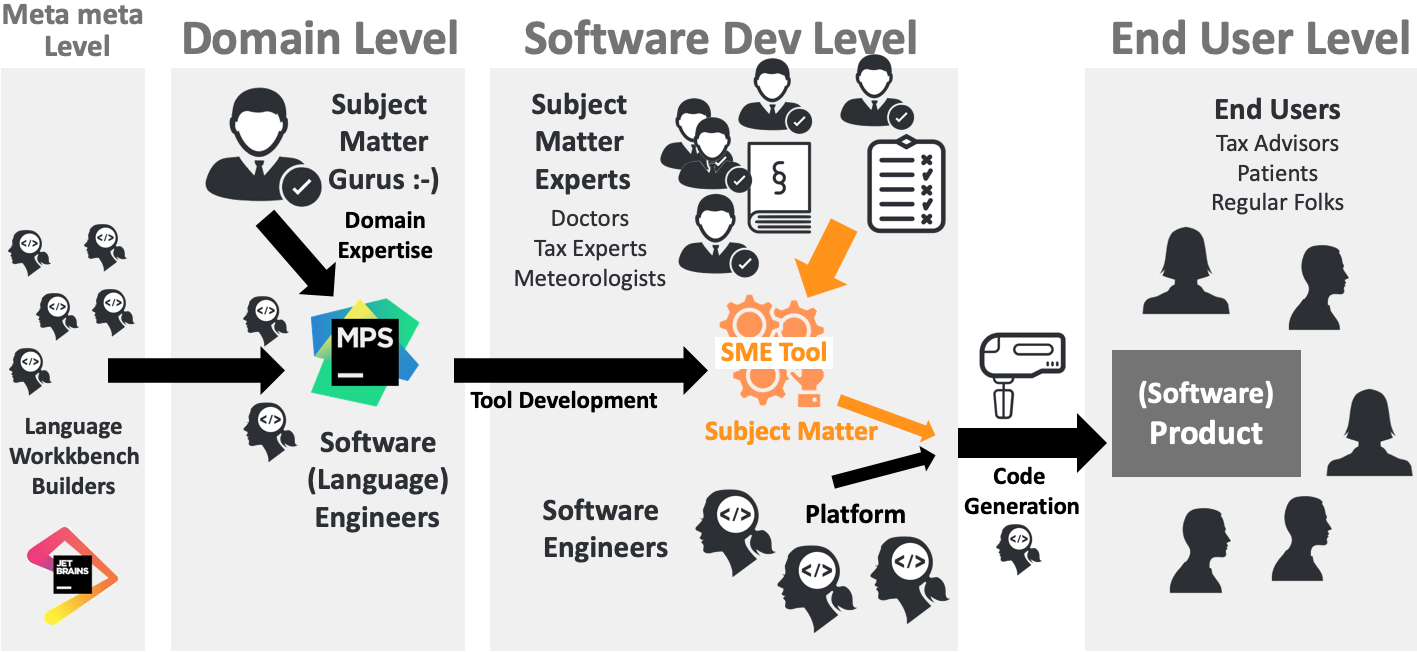 Meta meta
Level
Domain Level
Software Dev Level
End User Level
Subject
Matter
Gurus :-)
Domain
Expertise
MPS
Software
(Language)
Engineers
Language
Workkbench
Builders
JET
BRAINS
Subject
Matter
Experts
Doctors
Tax Experts
Meteorologists
§
SME Tool
Tool Development
Subject Matter
Platform
Software
Engineers
Code
Generation
End Users
Tax Advisors
Patients
Regular Folks
(Software)
Product